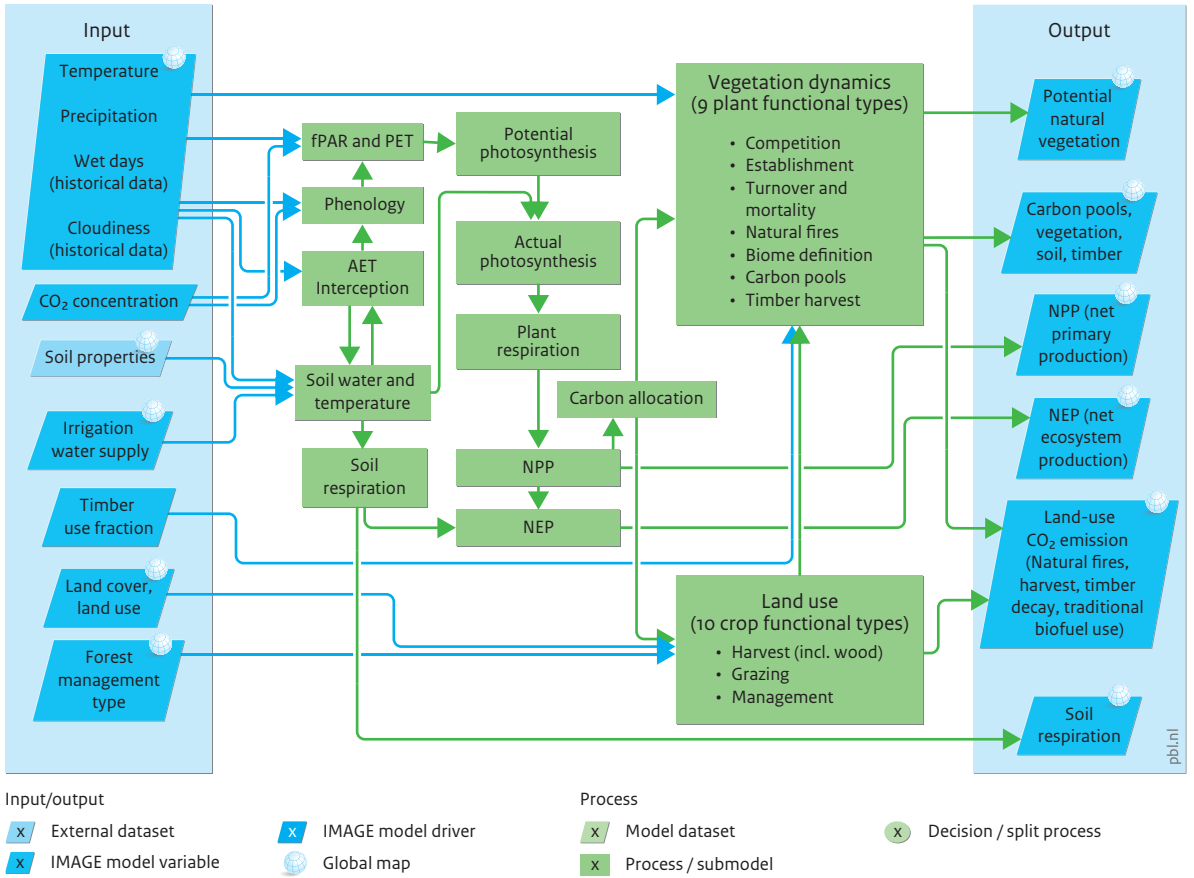 Input
Temperature
Precipitation
Wet days
(historical data)
Cloudiness
(historical data)
CO₂ concentration
Soil properties
Irrigation
water supply
Timber
use fraction
Land cover,
land use
Forest
management
type
fPAR and PET
Phenology
AET
Interception
Soil water and
temperature
Soil
respiration
Potential
photosynthesis
Actual
photosynthesis
Plant
respiration
Carbon allocation
NPP
NEP
Vegetation dynamics
(9 plant functional types)
• Competition
• Establishment
• Turnover and
mortality
• Natural fires
• Biome definition
• Carbon pools
• Timber harvest
Land use
(10 crop functional types)
• Harvest (incl. wood)
• Grazing
• Management
Output
Potential
natural
vegetation
Carbon pools,
vegetation,
soil, timber
NPP (net
primary
production)
NEP (net
ecosystem
production)
Land-use
CO₂ emission
(Natural fires,
harvest, timber
decay, traditional
biofuel use)
Soil
respiration
pbl.nl
Input/output
x External dataset
x IMAGE model variable
x IMAGE model driver
Global map
Process
x Model dataset
x Process / submodel
x Decision / split process